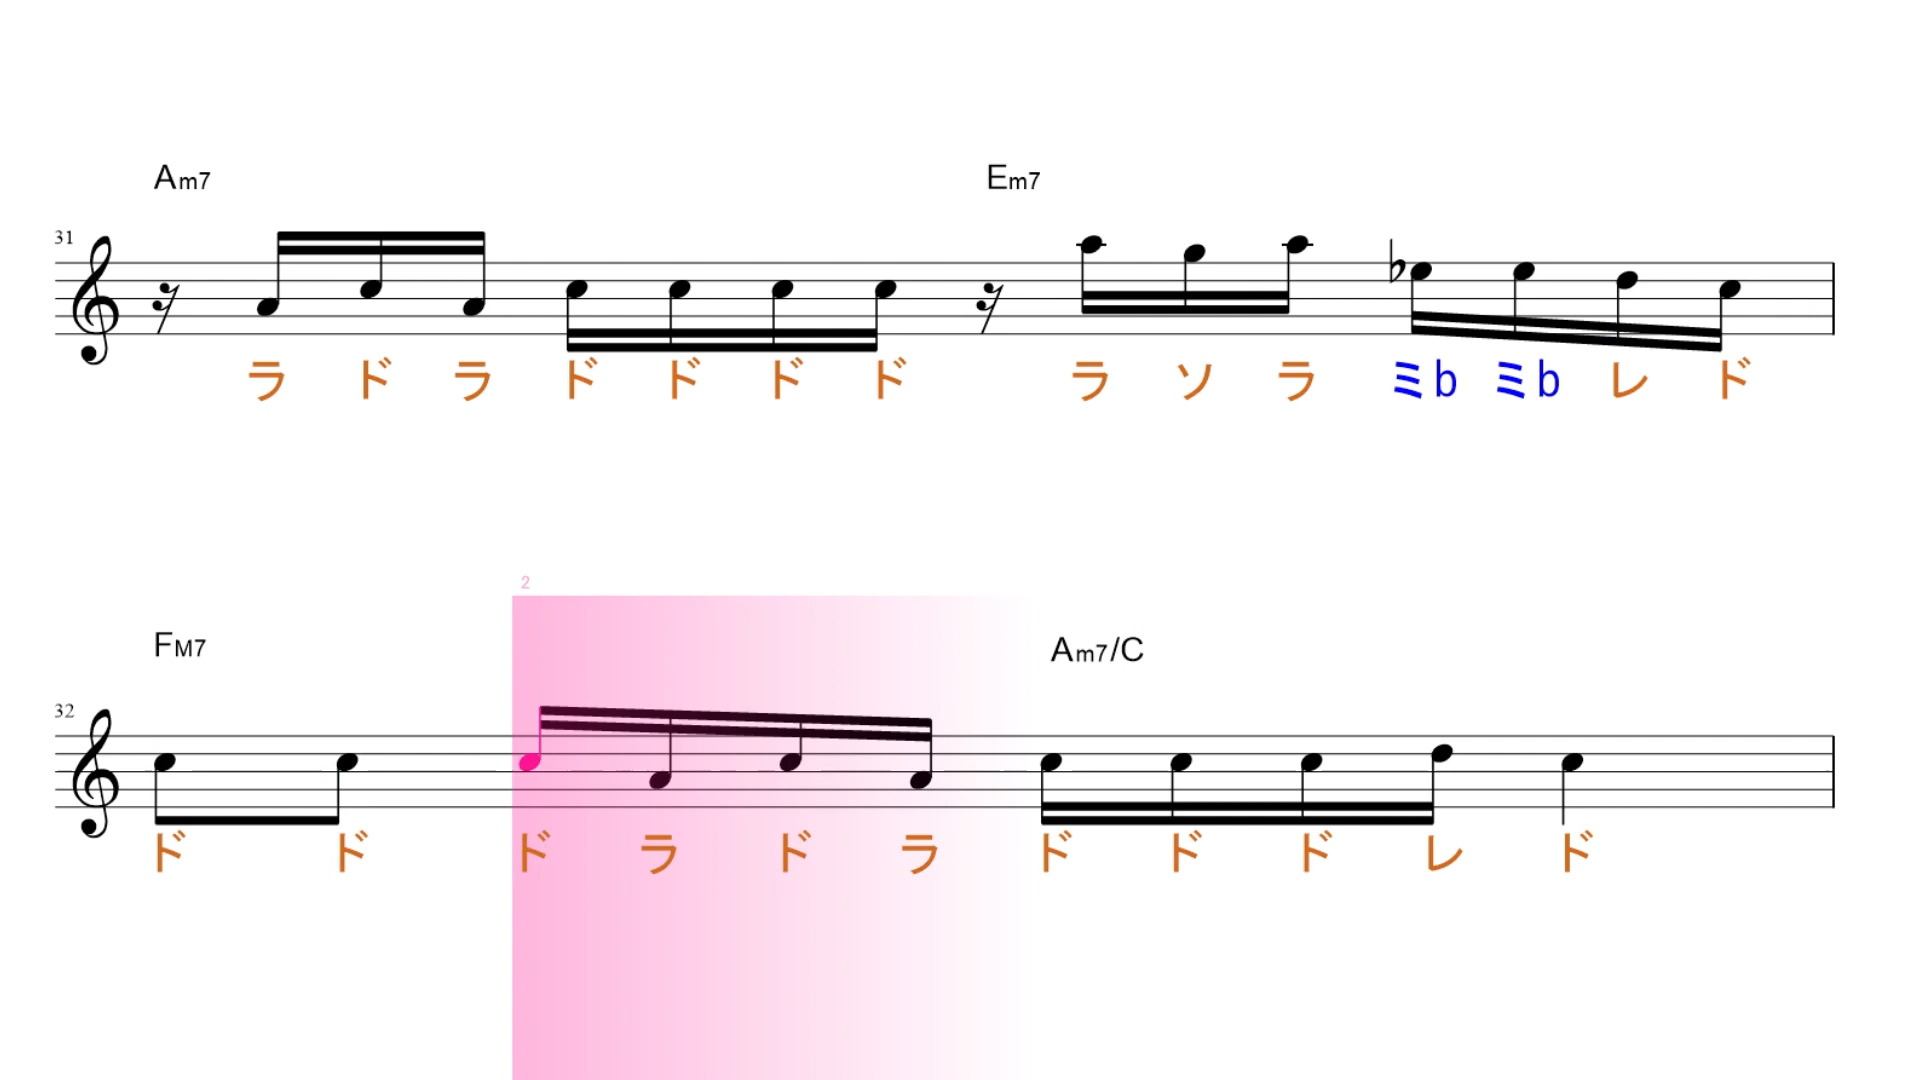 Am7 Em7
31
ラ ド ラ ド ド ド ド ラ ソ ラ ミb ミb レ ド
2
FM7 Am7/C
32
ド ド ド ラ ド ラ ド ド ド レ ド